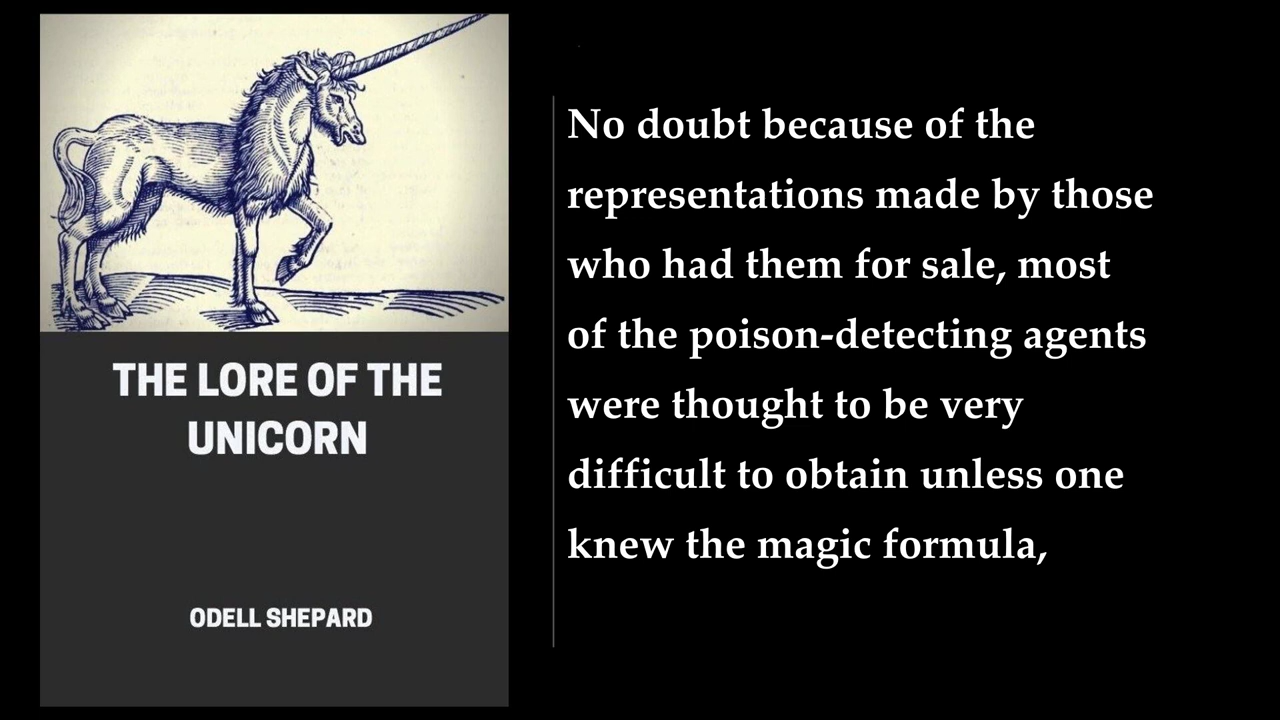 THE LORE OF THE
UNICORN
ODELL SHEPARD
No doubt because of the
representations made by those
who had them for sale, most
of the poison-detecting agents
were thought to be very
difficult to obtain unless one
knew the magic formula,